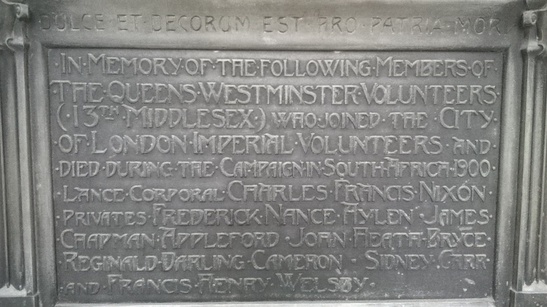 DULCE ET DECORUM EST PRO PATRIA MOR
·IN·MEMORY·OF·THE·FOLLOWING·MEMBERS·OF·
·THE·QUEENS·WESTMINSTER·VOLUNTEERS·
(·13TH·MIDDLESEX·) WHO JOINED·THE·CITY·
OF·LONDON·IMPERIAL·VOLUNTEERS·AND·
DIED·DURING·THE·CAMPAIGN·IN·SOUTH·AFRICA·1900·
LANCE·CORPORAL·CHARLES·FRANCIS·NIXON·
·PRIVATES·FREDERICK·NANCE·AYLEN·JAMES·
CHAPMAN·APPLEFORD·JOHN·HEATH·BRYCE·
REGINALD·DARLING·CAMERON·SIDNEY·CARR·
·AND·FRANCIS·HENRY·WELSBY·